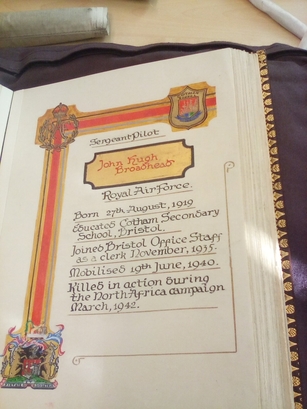 Sergeant Pilot
John Hugh
Broadhead
Royal Air Force.
Born 27th August, 1919
Educated Cotham Secondary
School, Bristol.
Joined Bristol Office Staff
as a clerk November, 1935.
Mobilised 19th June, 1940.
Killed in action during
the North Africa campaign
March, 1942.